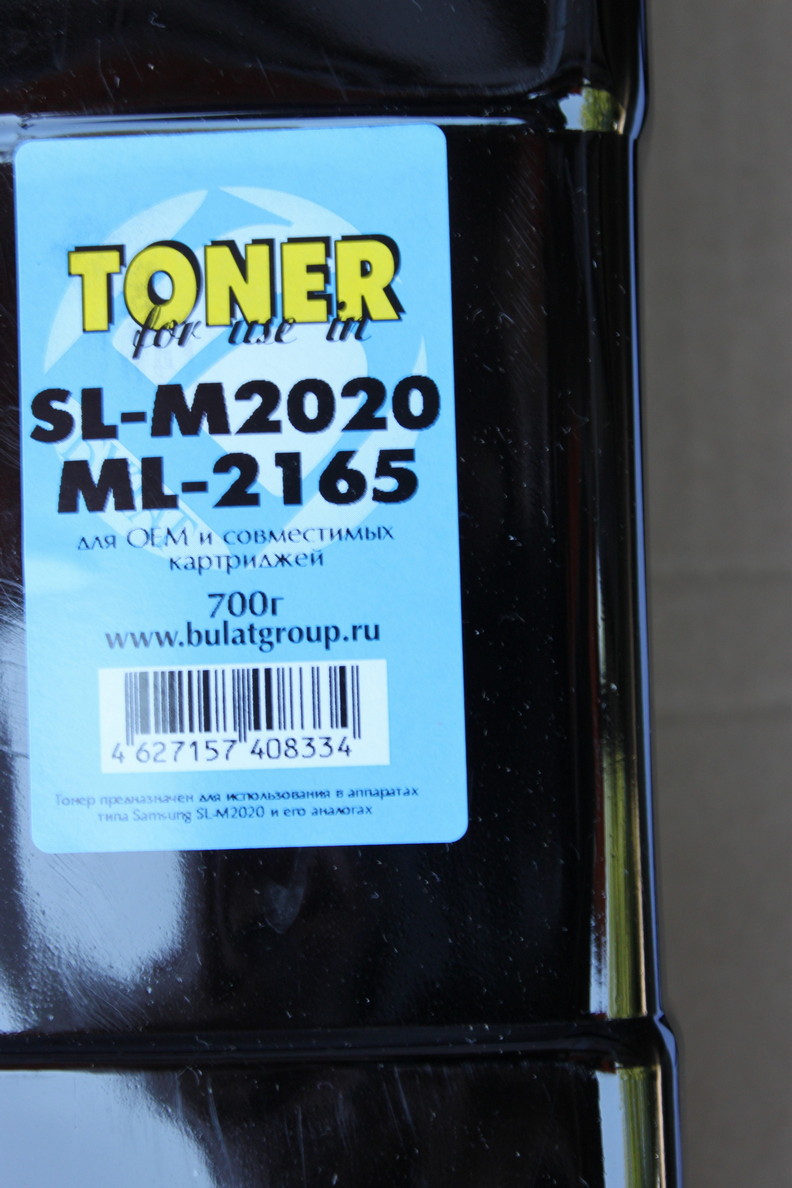 TONER
for use in
SL-M2020
ML-2165
для OEM и совместимых
картриджей
700г
www.bulatgroup.ru
4 627157 408334
Тонер предназначен для использования в аппаратах
типа Samsung SL-M2020 и его аналогах